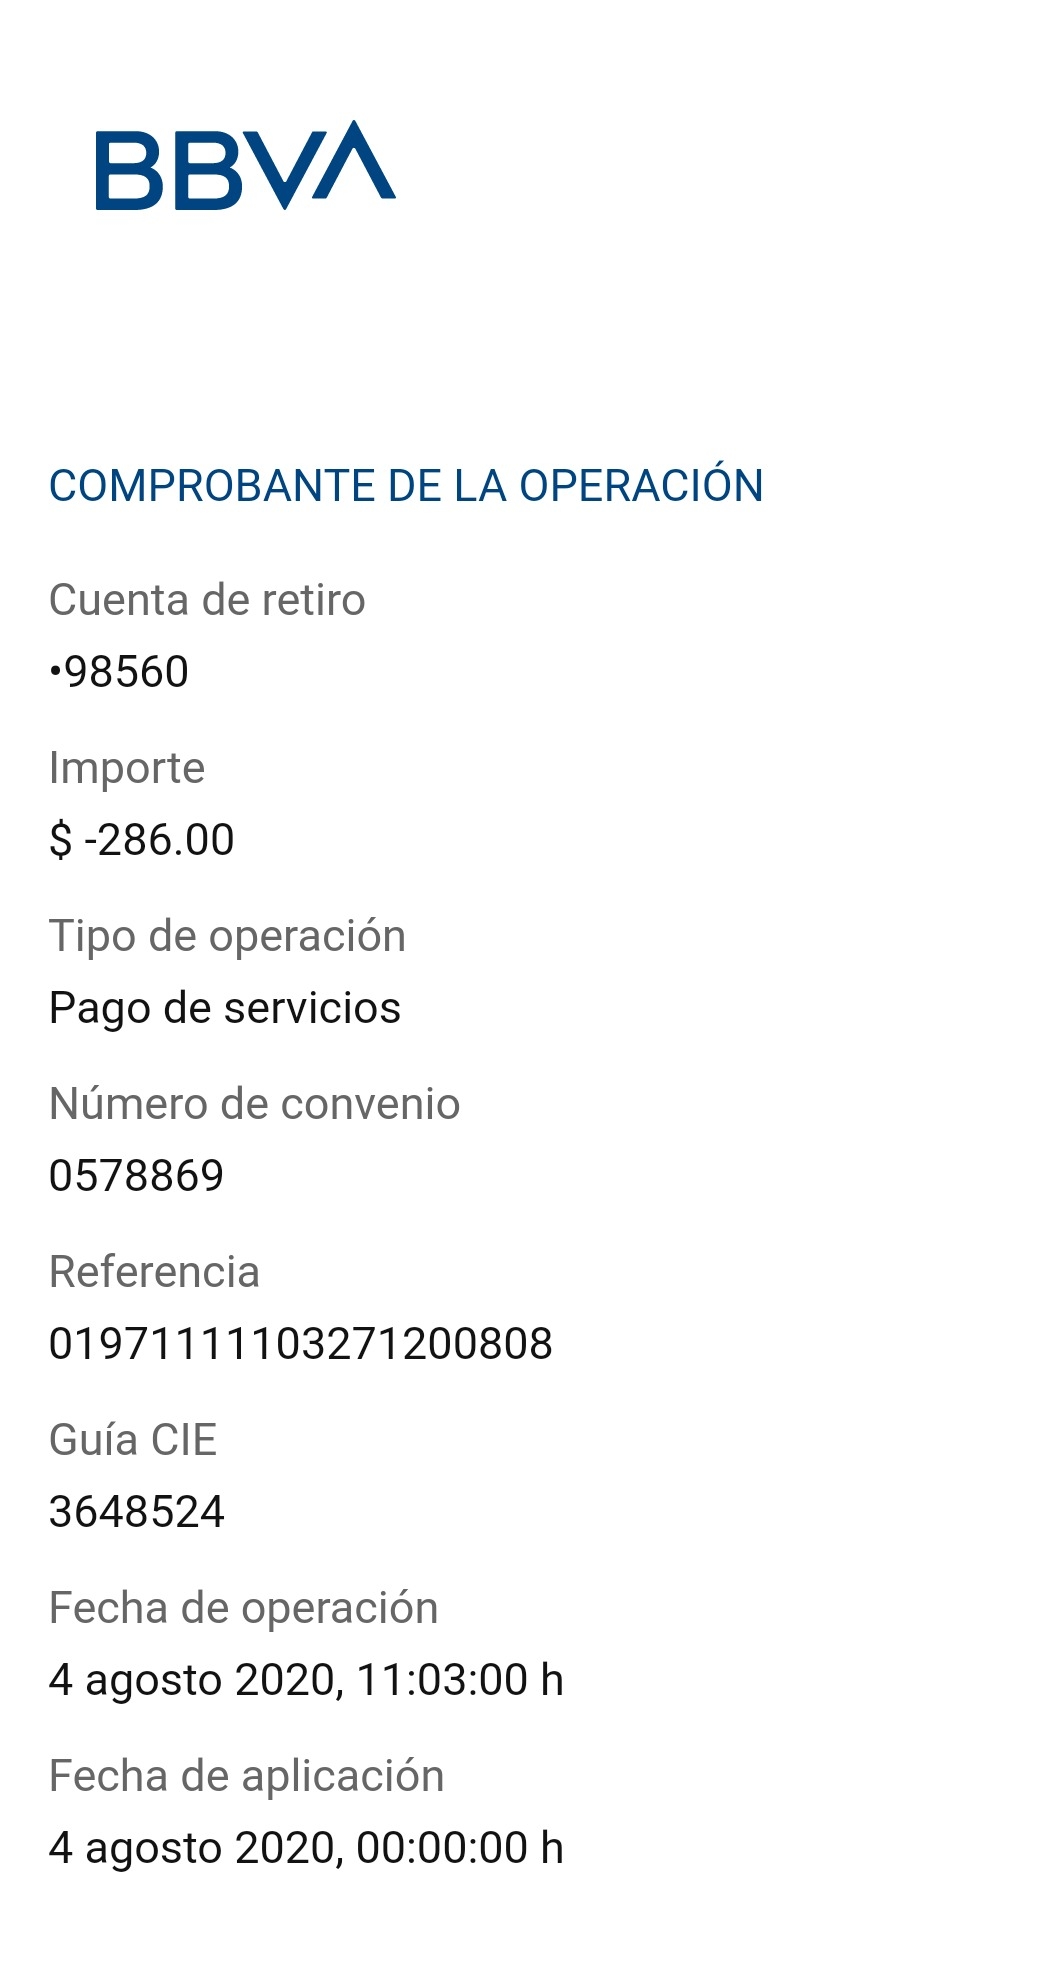 BBVA
COMPROBANTE DE LA OPERACIÓN
Cuenta de retiro
•98560
Importe
$ -286.00
Tipo de operación
Pago de servicios
Número de convenio
0578869
Referencia
01971111103271200808
Guía CIE
3648524
Fecha de operación
4 agosto 2020, 11:03:00 h
Fecha de aplicación
4 agosto 2020, 00:00:00 h